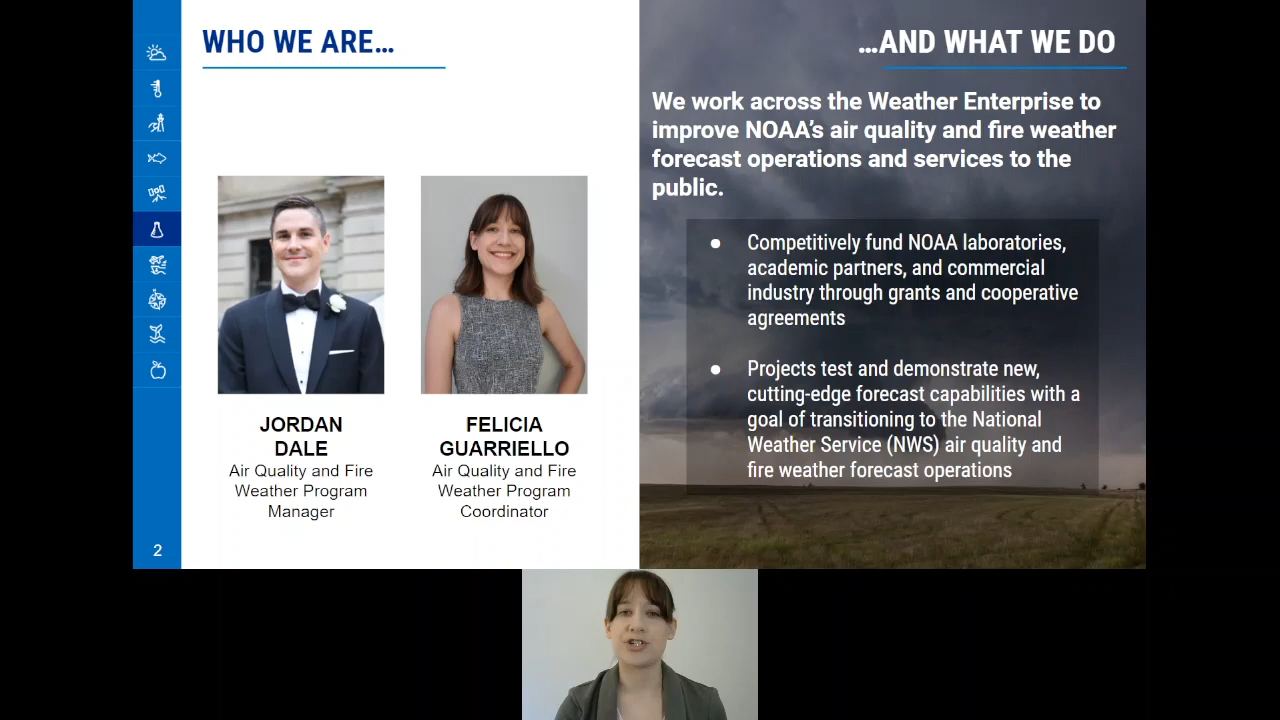 WHO WE ARE...
JORDAN
DALE
Air Quality and Fire
Weather Program
Manager
FELICIA
GUARRIELLO
Air Quality and Fire
Weather Program
Coordinator
2
...AND WHAT WE DO
We work across the Weather Enterprise to
improve NOAA's air quality and fire weather
forecast operations and services to the
public.
● Competitively fund NOAA laboratories,
academic partners, and commercial
industry through grants and cooperative
agreements
● Projects test and demonstrate new,
cutting-edge forecast capabilities with a
goal of transitioning to the National
Weather Service (NWS) air quality and
fire weather forecast operations